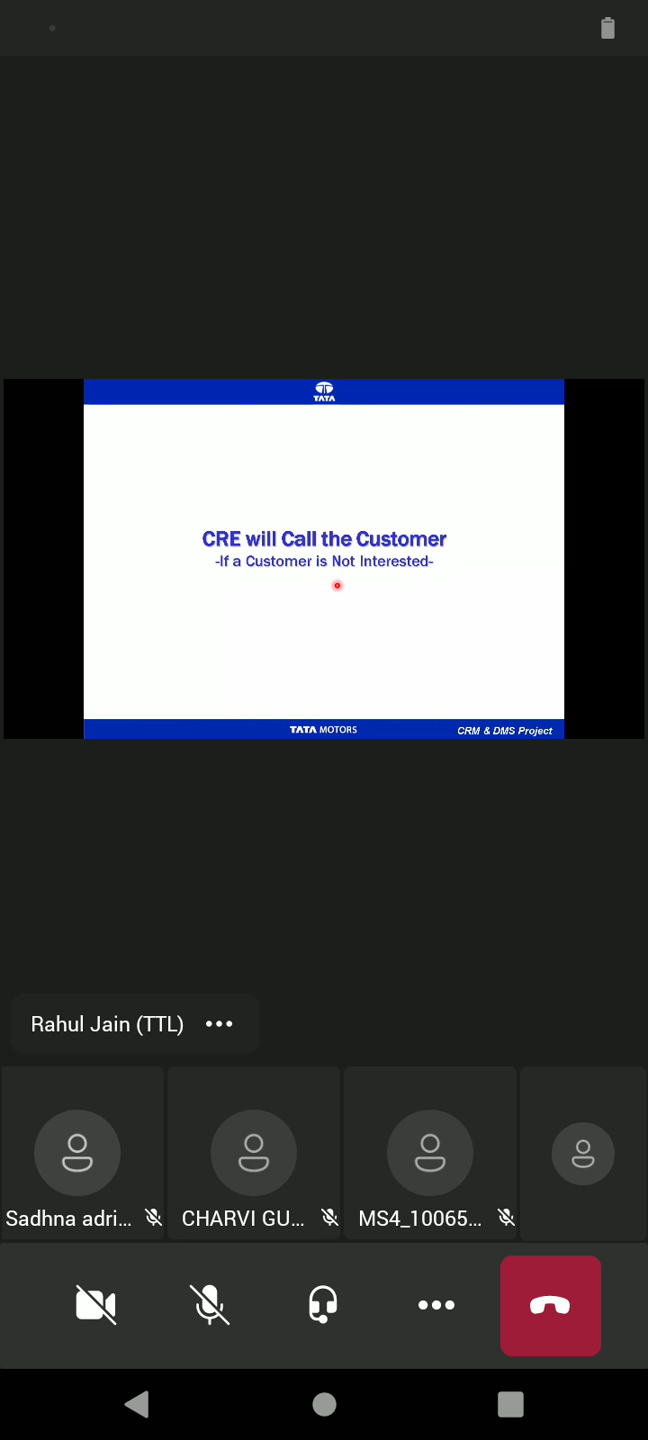 TATA
CRE will Call the Customer
-If a Customer is Not Interested-
TATA MOTORS
CRM & DMS Project
Rahul Jain (TTL)
Sadhna adri...
CHARVI GU...
MS4_10065...